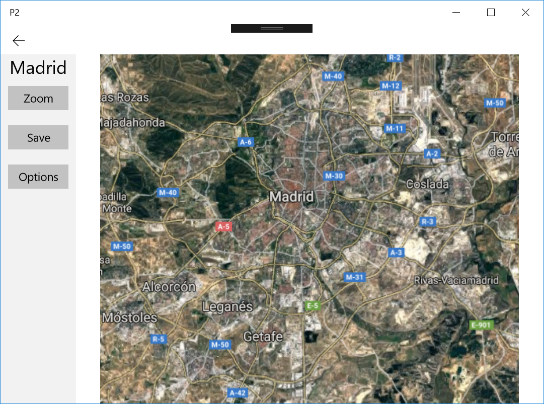 P2
Madrid
Zoom
Save
Options
R-2
M-40
as Rozas
M-12
M-50
Majadahonda
M-11
A-6
Torre
de Ar
A-2
M-30
Coslada
M-40
Madrid
adilla
Monte
A-5
R-3
M-50
A-3
M-31
Rivas-Vaciamadrid
Alcorcón
Leganés
E-5
Móstoles
E-901
R-5
M-50
Getafe
A-42